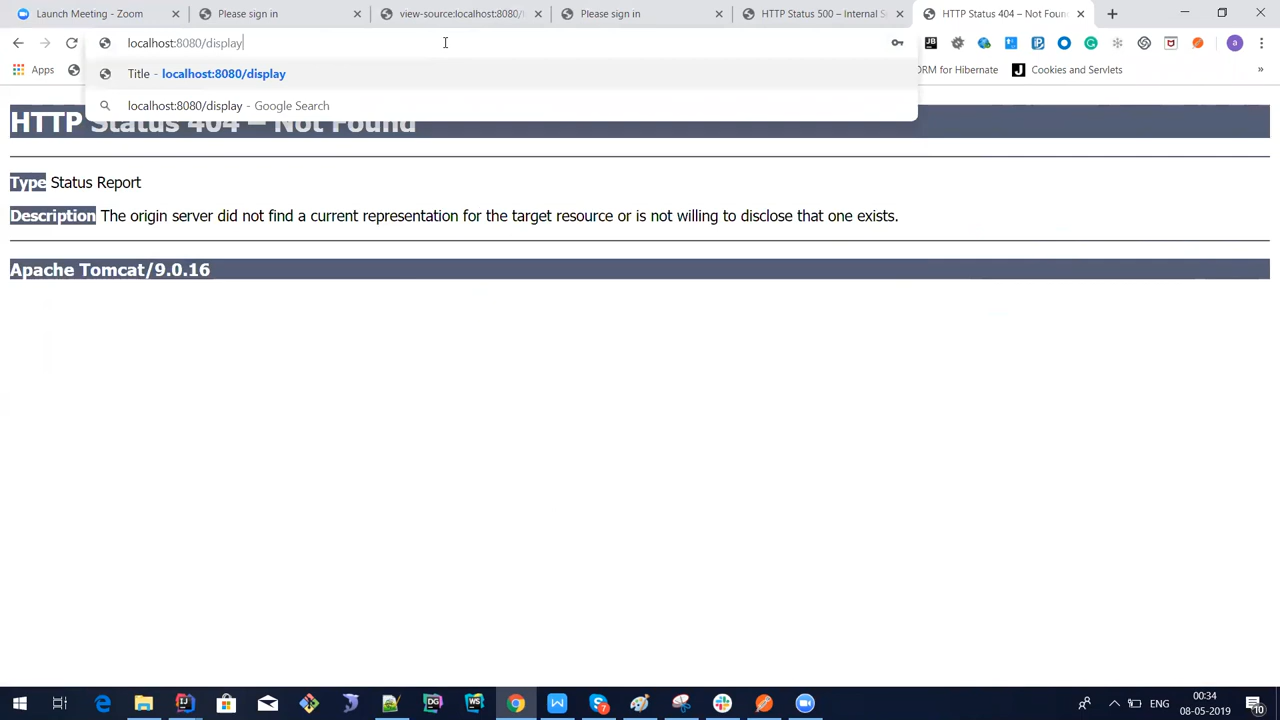 Launch Meeting - Zoom
Please sign in
view-source:localhost:8080/
Please sign in
HTTP Status 500 – Internal S
HTTP Status 404 – Not Foun
localhost:8080/display
Apps
ORM for Hibernate
Cookies and Servlets
»
Title - localhost:8080/display
localhost:8080/display - Google Search
HTTP Status 404 – Not Found
Type Status Report
Description The origin server did not find a current representation for the target resource or is not willing to disclose that one exists.
Apache Tomcat/9.0.16
ENG
00:34
08-05-2019
10